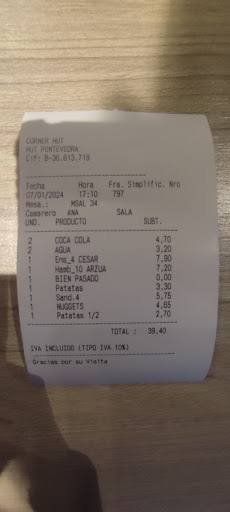 CORNER HUT
HUT PONTEVEDRA
Cif: B-36.613.719
Fecha Hora Fra. Simplific. Nro
07/01/2024 17:10 797
Mesa.: MSAL 34
Camarero ANA SALA
UND. PRODUCTO SUBT.
2 COCA COLA 4,70
2 AGUA 3,20
1 Ens_4 CESAR 7,90
1 Hamb_10 ARZUA 7,20
1 BIEN PASADO 0,00
1 Patatas 3,30
1 Sand.4 5,75
1 NUGGETS 4,65
1 Patatas 1/2 2,70
TOTAL : 39,40
IVA INCLUIDO (TIPO IVA 10%)
Gracias por su Visita